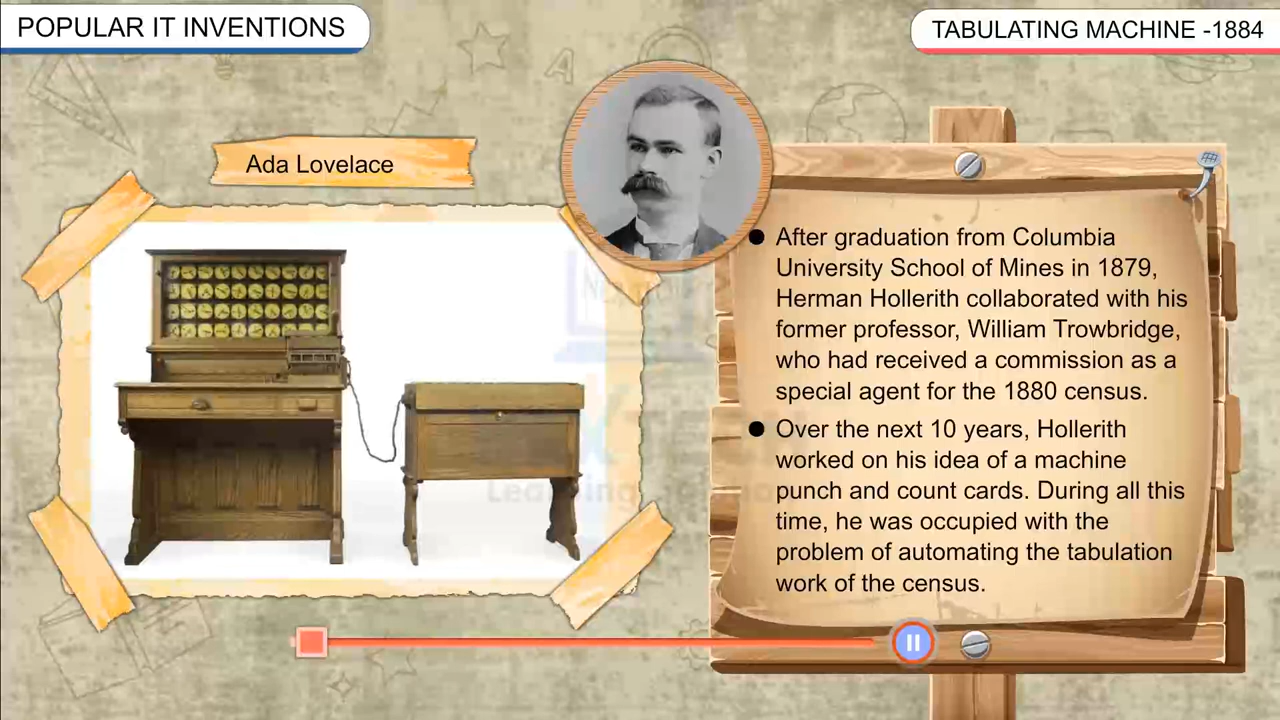 POPULAR IT INVENTIONS
TABULATING MACHINE -1884
Ada Lovelace
After graduation from Columbia
University School of Mines in 1879,
Herman Hollerith collaborated with his
former professor, William Trowbridge,
who had received a commission as a
special agent for the 1880 census.
Over the next 10 years, Hollerith
worked on his idea of a machine
punch and count cards. During all this
time, he was occupied with the
problem of automating the tabulation
work of the census.